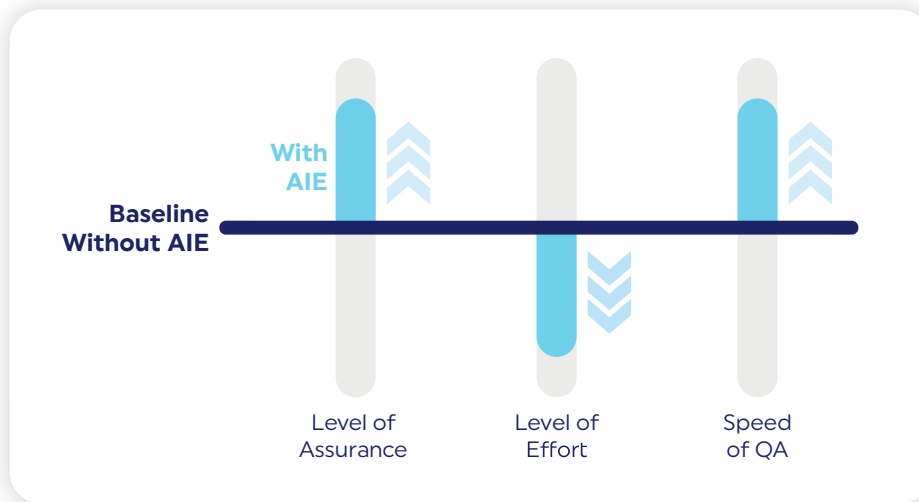 With
AIE
Baseline
Without AIE
Level of
Assurance
Level of
Effort
Speed
of QA